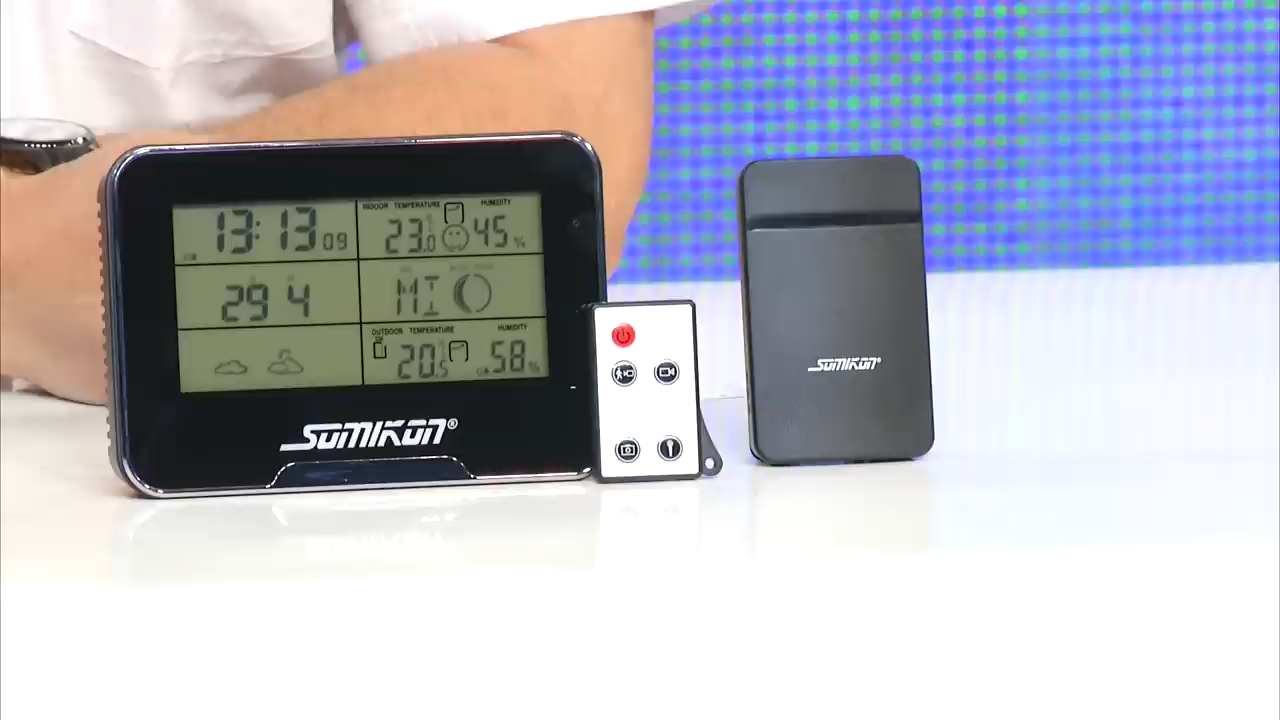 13:13 09
INDOOR TEMPERATURE HUMIDITY
23.0 45 %
29 4
MI
OUTDOOR TEMPERATURE HUMIDITY
20.5 58 %
SOMIKON®
SOMIKON®